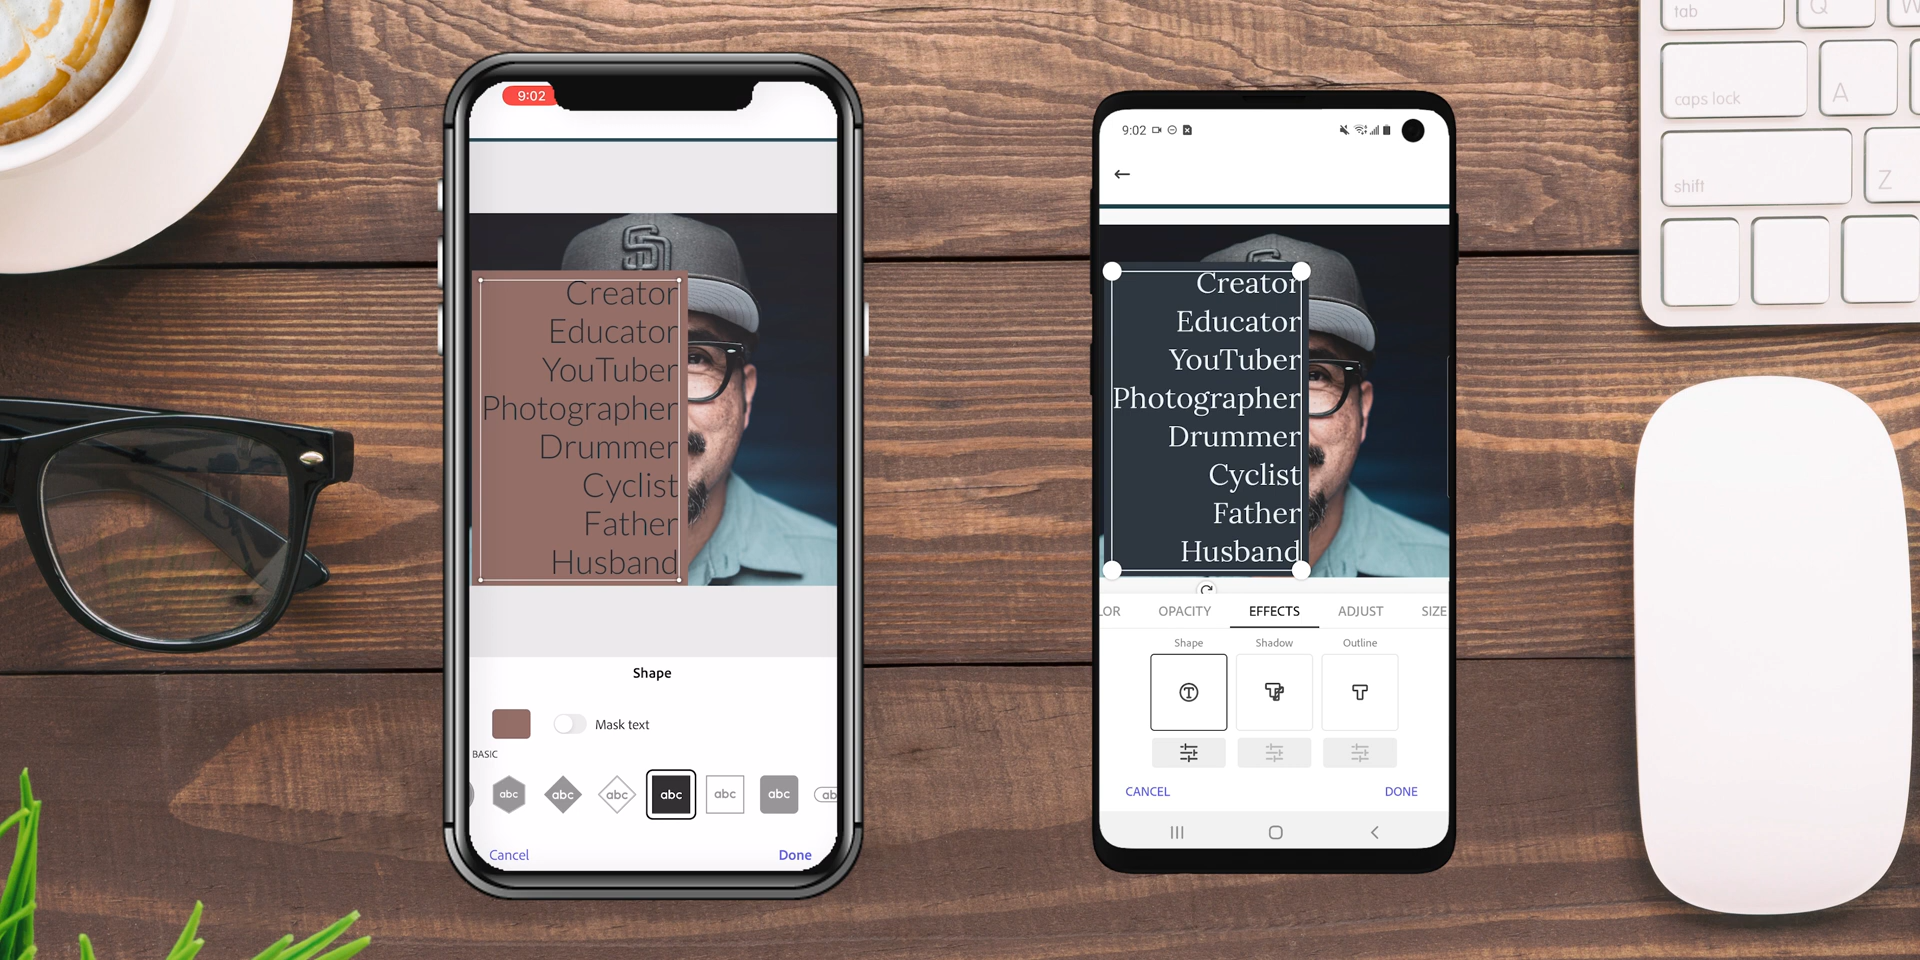 9:02
SD
Creator
Educator
YouTuber
Photographer
Drummer
Cyclist
Father
Husband
Shape
Mask text
BASIC
abc
abc
abc
abc
abc
abc
ab
Cancel
Done
9:02
Creator
Educator
YouTuber
Photographer
Drummer
Cyclist
Father
Husband
LOR OPACITY EFFECTS ADJUST SIZE
Shape Shadow Outline
T T T
CANCEL DONE
tab Q W
caps lock A
shift Z